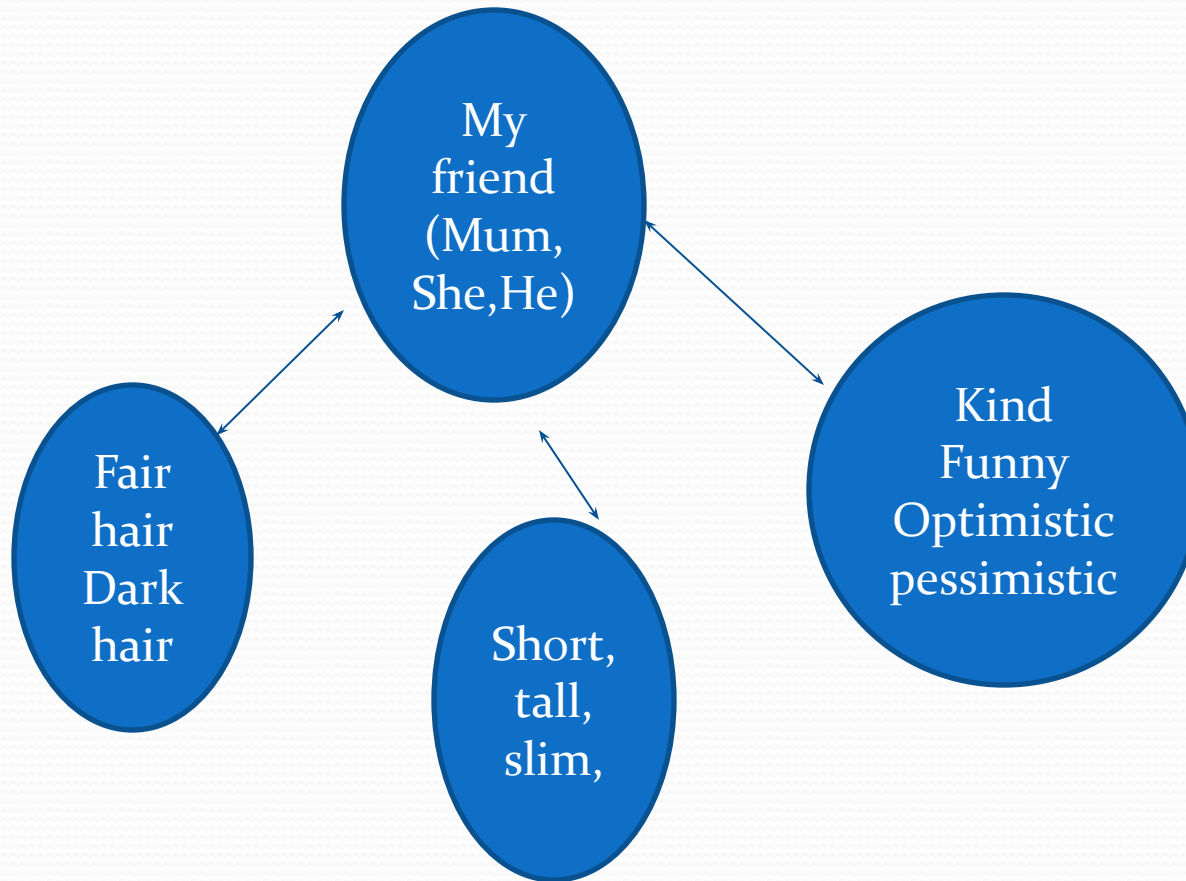 My
friend
(Mum,
She,He)
Fair
hair
Dark
hair
Short,
tall,
slim,
Kind
Funny
Optimistic
pessimistic